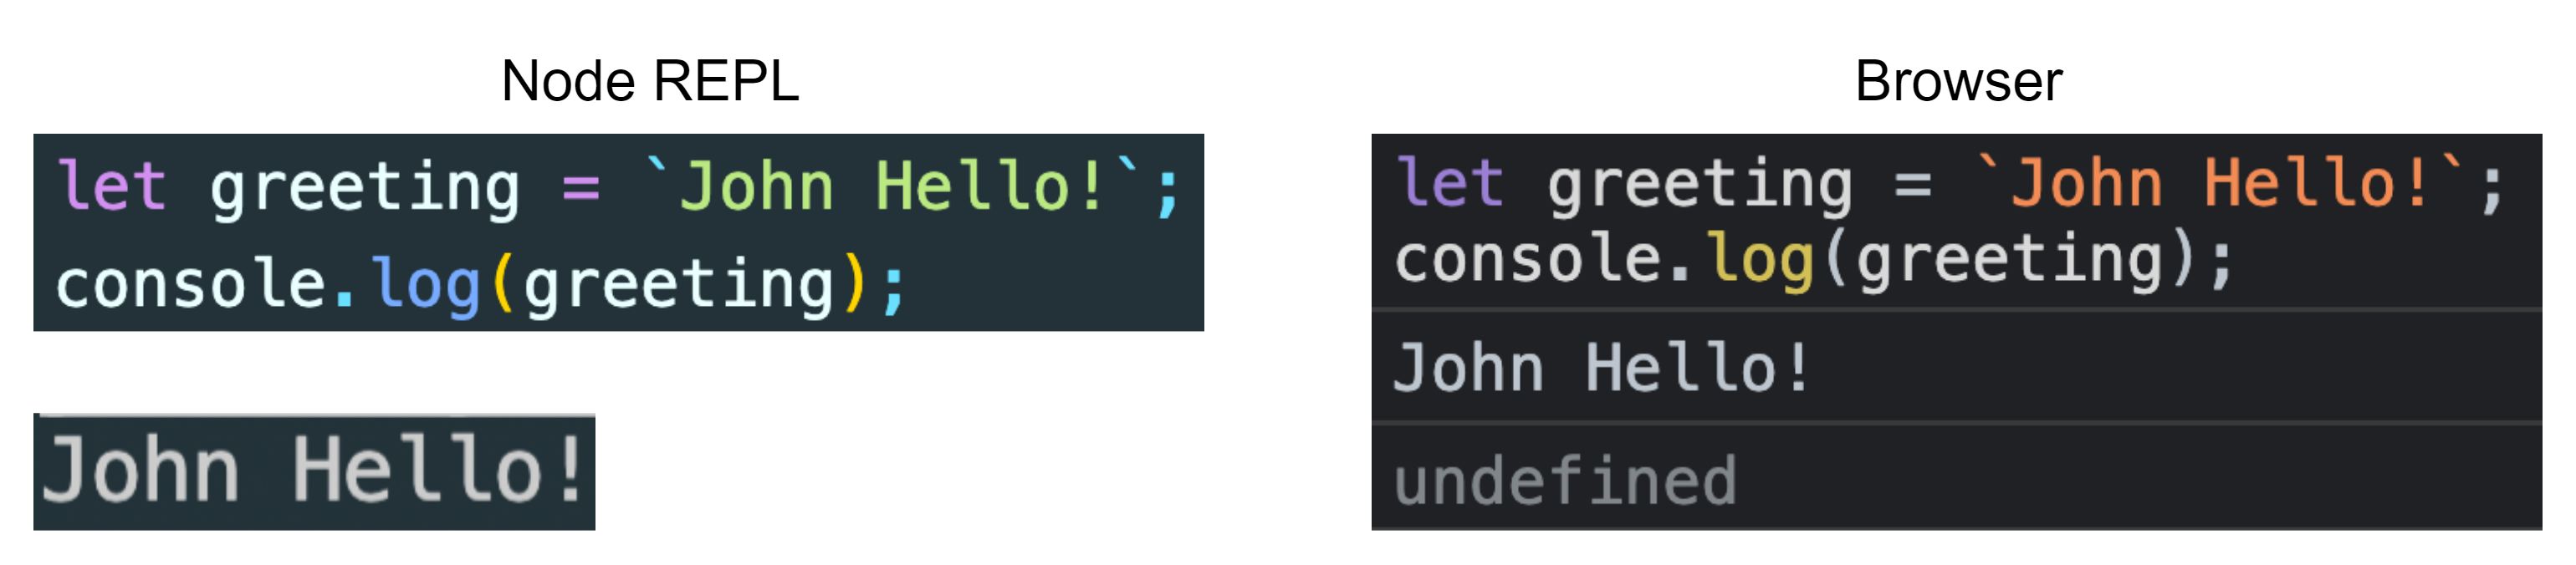 Node REPL
let greeting = `John Hello!`;
console.log(greeting);
John Hello!
Browser
let greeting = `John Hello!`;
console.log(greeting);
John Hello!
undefined